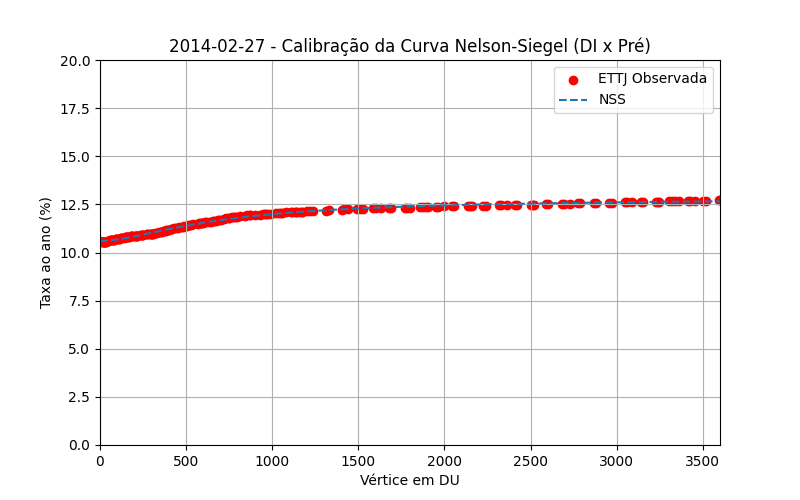 2014-02-27 - Calibração da Curva Nelson-Siegel (DI x Pré)
20.0
17.5
15.0
12.5
10.0
7.5
5.0
2.5
0.0
Taxa ao ano (%)
ETTJ Observada
NSS
0 500 1000 1500 2000 2500 3000 3500
Vértice em DU